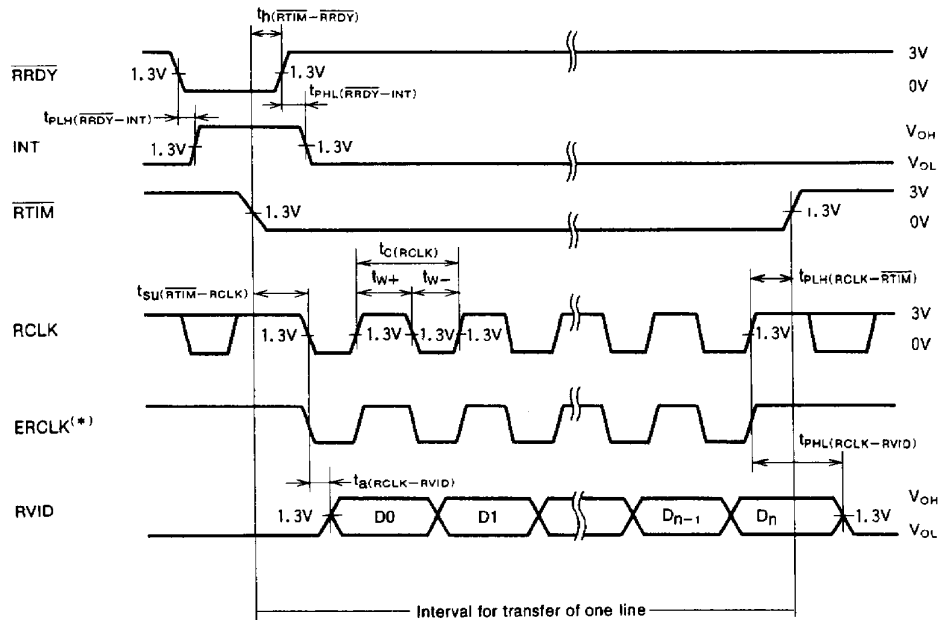 th(RTIM–RRDY)
RRDY 1.3V 1.3V 3V 0V
tPLH(RRDY–INT) tPHL(RRDY–INT)
INT 1.3V 1.3V VOH VOL
RTIM 1.3V 1.3V 3V 0V
tC(RCLK)
tW+ tW−
tsu(RTIM–RCLK) tPLH(RCLK–RTIM)
RCLK 1.3V 1.3V 1.3V 1.3V 1.3V 3V 0V
ERCLK(*)
tPHL(RCLK–RVID)
ta(RCLK–RVID)
RVID 1.3V D0 D1 Dn−1 Dn 1.3V VOH VOL
Interval for transfer of one line